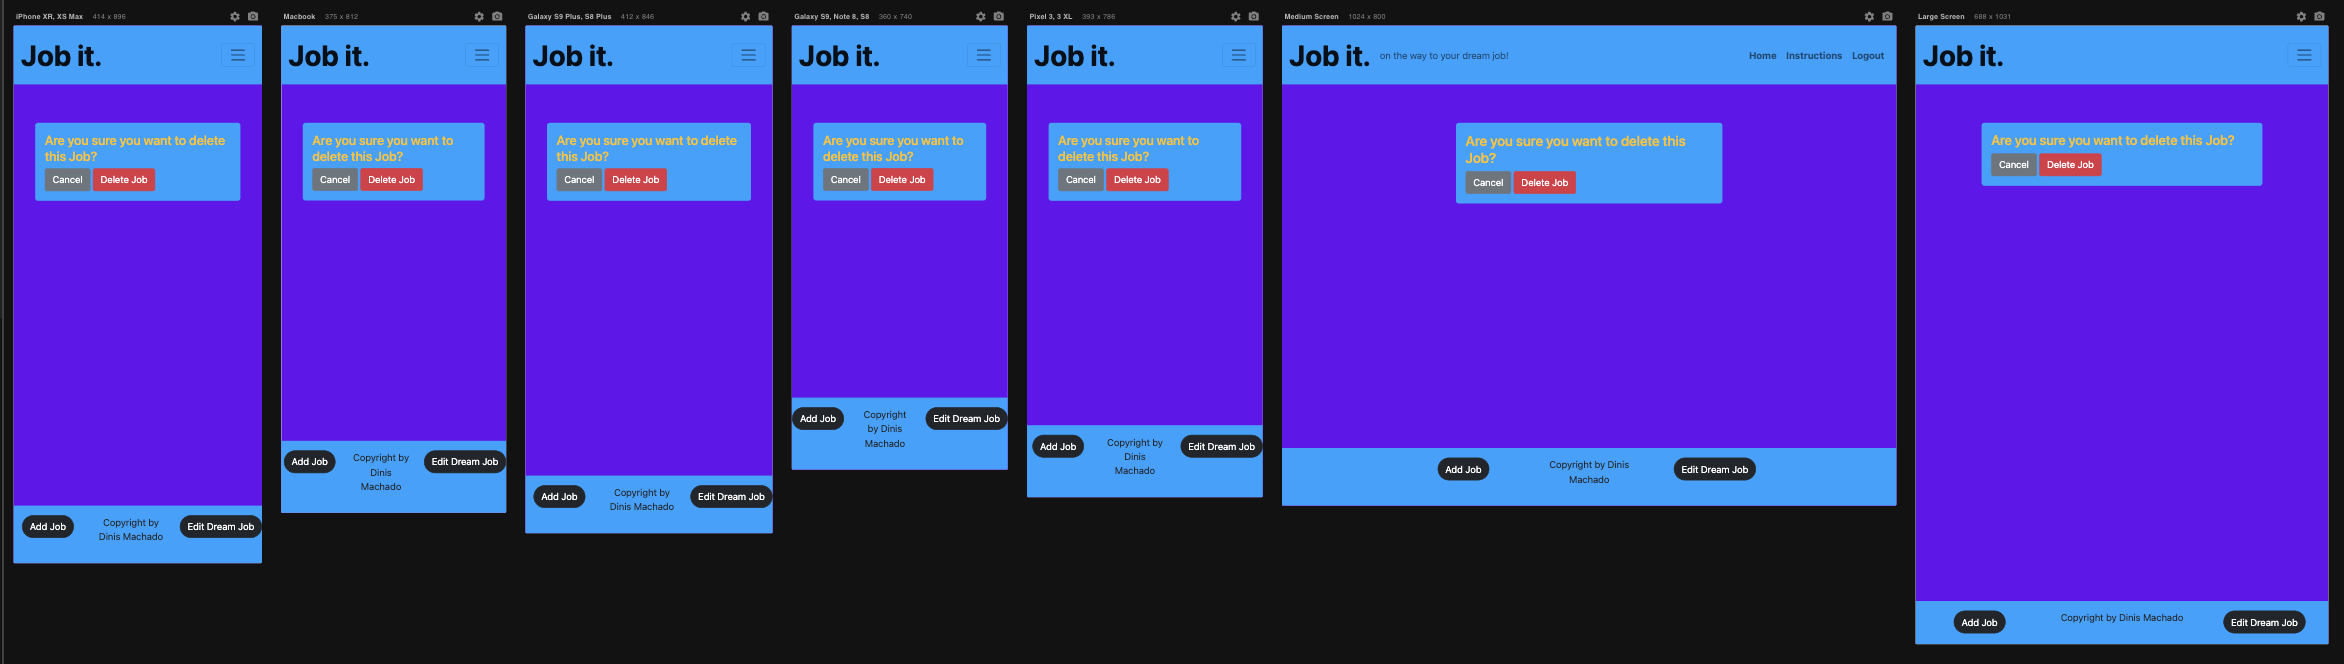 iPhone XR, XS Max 414 x 896
Job it.
Are you sure you want to delete
this Job?
Cancel Delete Job
Add Job
Copyright by
Dinis Machado
Edit Dream Job
Macbook 375 x 812
Job it.
Are you sure you want to
delete this Job?
Cancel Delete Job
Add Job
Copyright by
Dinis
Machado
Edit Dream Job
Galaxy S9 Plus, S8 Plus 412 x 846
Job it.
Are you sure you want to delete
this Job?
Cancel Delete Job
Add Job
Copyright by
Dinis Machado
Edit Dream Job
Galaxy S9, Note 8, S8 360 x 740
Job it.
Are you sure you want to
delete this Job?
Cancel Delete Job
Add Job
Copyright
by Dinis
Machado
Edit Dream Job
Pixel 3, 3 XL 393 x 786
Job it.
Are you sure you want to
delete this Job?
Cancel Delete Job
Add Job
Copyright by
Dinis
Machado
Edit Dream Job
Medium Screen 1024 x 800
Job it. on the way to your dream job! Home Instructions Logout
Are you sure you want to delete this
Job?
Cancel Delete Job
Add Job
Copyright by Dinis
Machado
Edit Dream Job
Large Screen 688 x 1031
Job it.
Are you sure you want to delete this Job?
Cancel Delete Job
Add Job
Copyright by Dinis Machado
Edit Dream Job